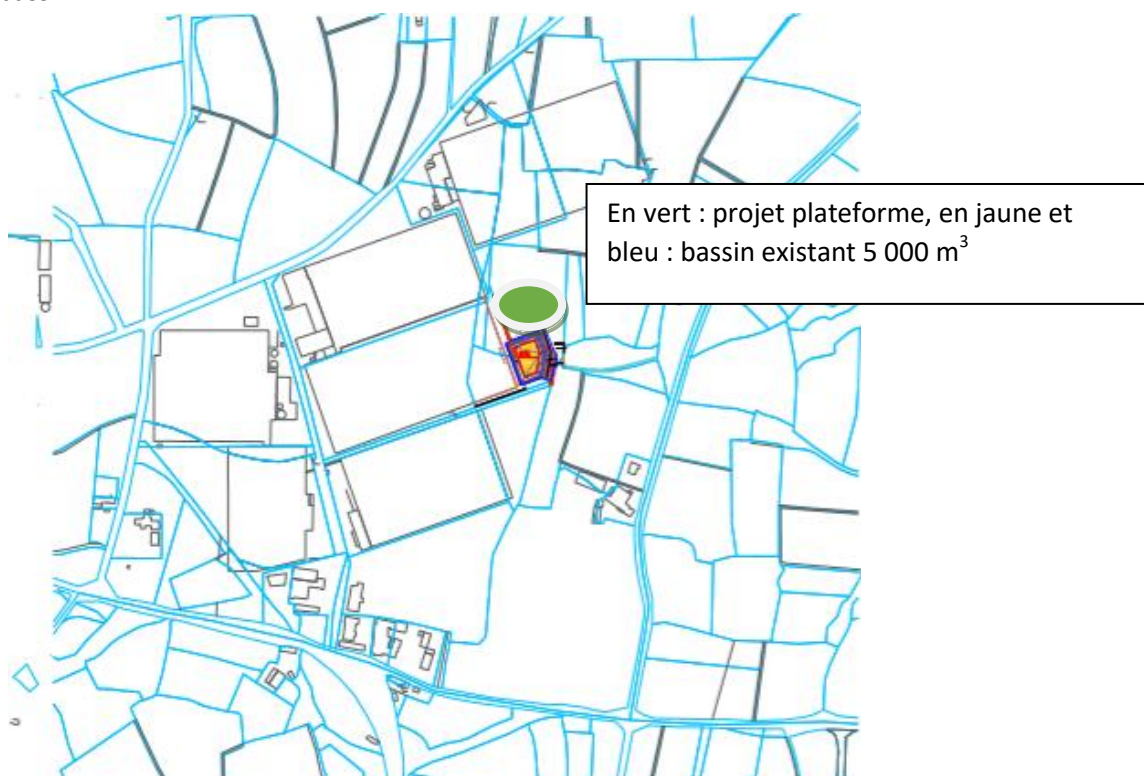 En vert : projet plateforme, en jaune et
bleu : bassin existant 5 000 m³